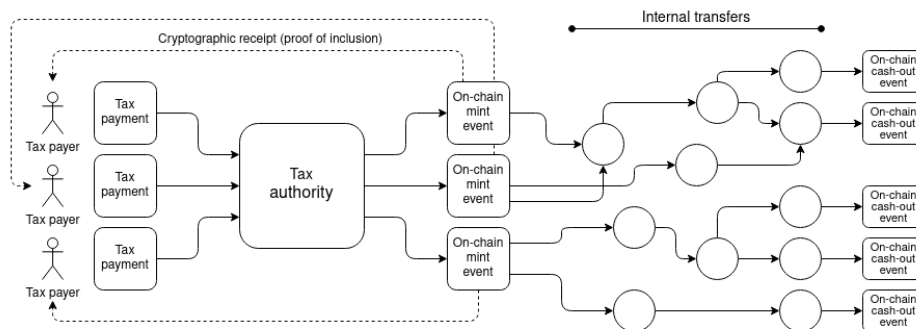 Internal transfers
Cryptographic receipt (proof of inclusion)
Tax payer
Tax
payment
Tax payer
Tax
payment
Tax payer
Tax
payment
Tax
authority
On-chain
mint
event
On-chain
mint
event
On-chain
mint
event
On-chain
cash-out
event
On-chain
cash-out
event
On-chain
cash-out
event
On-chain
cash-out
event
On-chain
cash-out
event